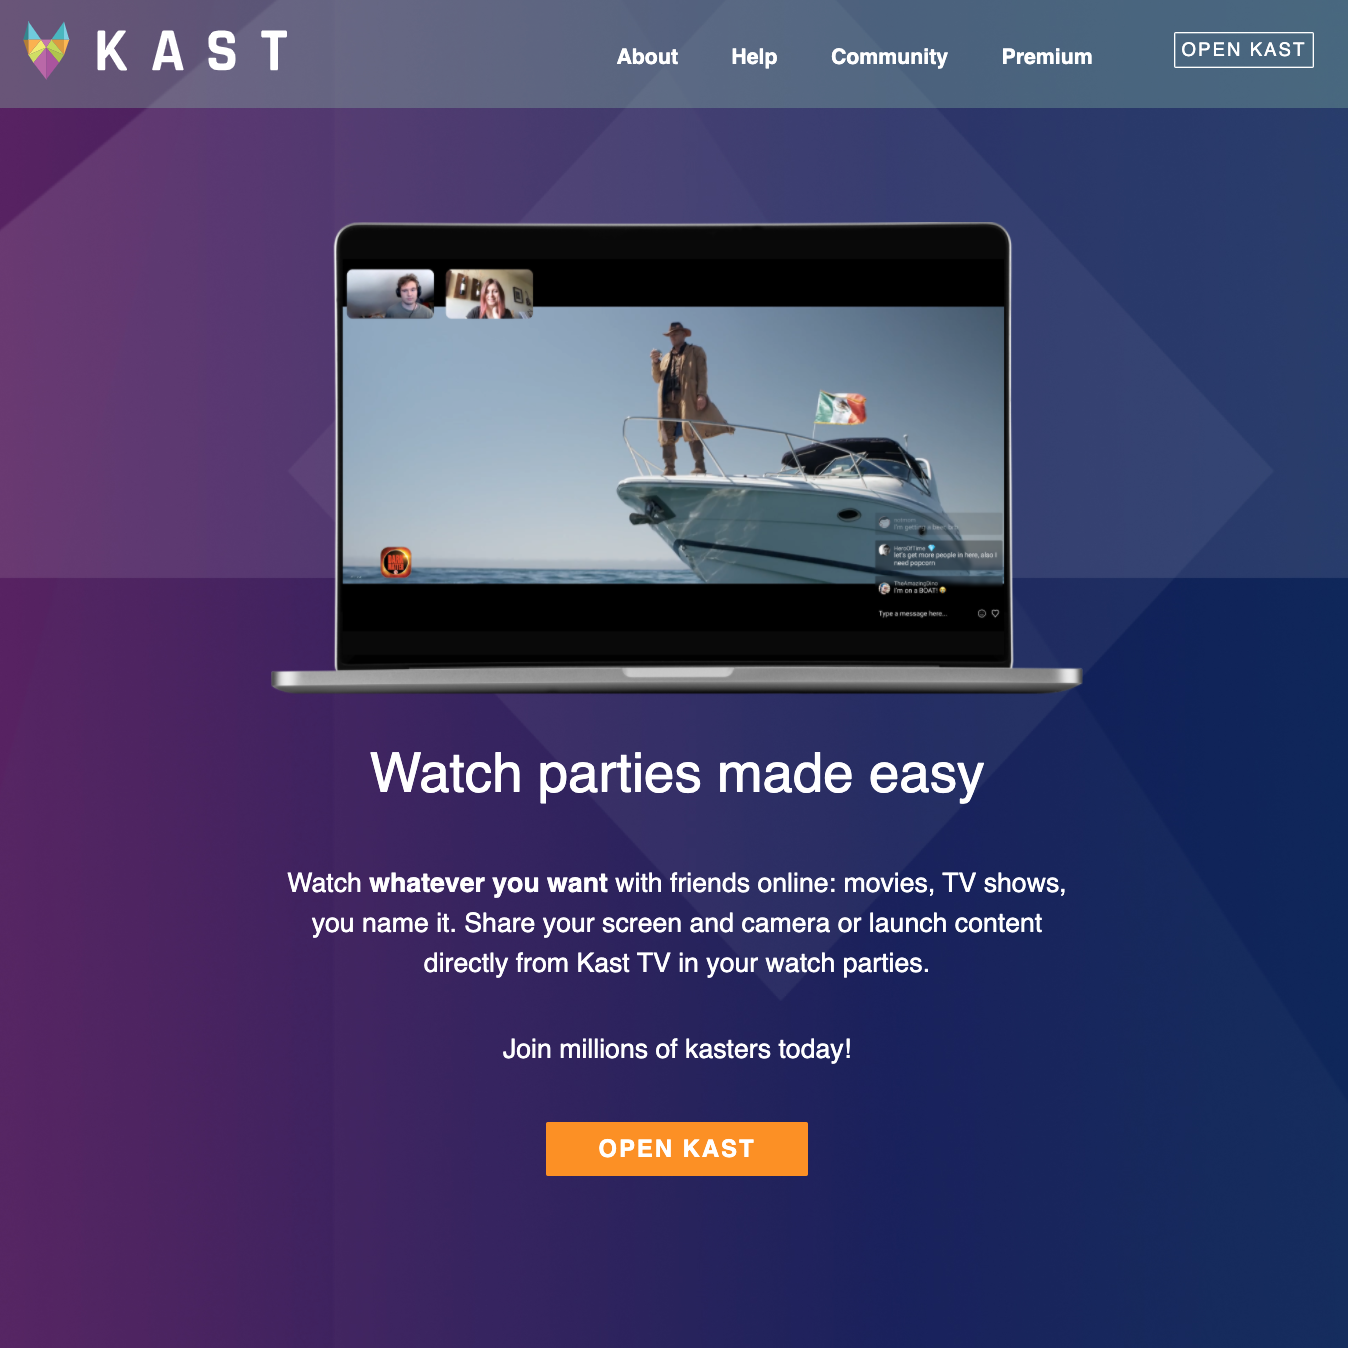 KAST
About Help Community Premium OPEN KAST
I'm getting a beer brb
HeroOfTime
let's get more people in here, also I
need popcorn
TheAmazingDino
I'm on a BOAT!
Type a message here...
Watch parties made easy
Watch whatever you want with friends online: movies, TV shows,
you name it. Share your screen and camera or launch content
directly from Kast TV in your watch parties.
Join millions of kasters today!
OPEN KAST